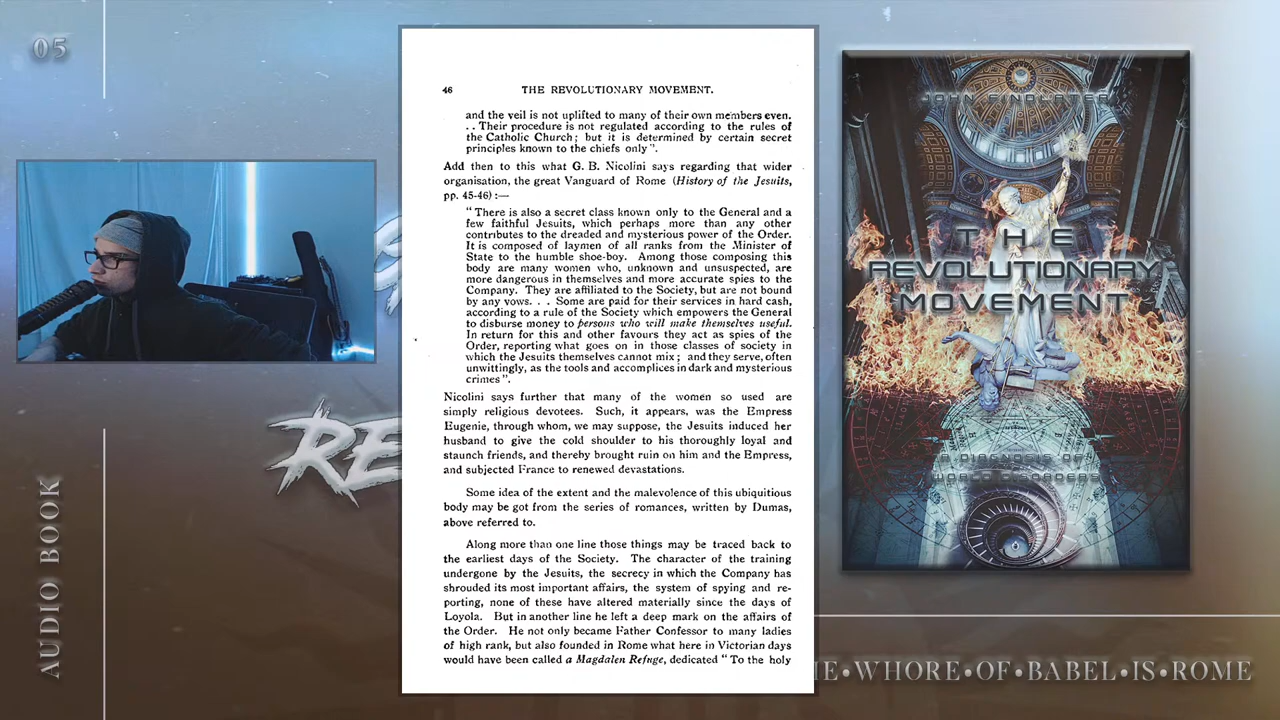 05
AUDIO BOOK
RE
46 THE REVOLUTIONARY MOVEMENT.
and the veil is not uplifted to many of their own members even.
. . Their procedure is not regulated according to the rules of
the Catholic Church; but it is determined by certain secret
principles known to the chiefs only".
Add then to this what G. B. Nicolini says regarding that wider
organisation, the great Vanguard of Rome (History of the Jesuits,
pp. 45-46) :—
"There is also a secret class known only to the General and a
few faithful Jesuits, which perhaps more than any other
contributes to the dreaded and mysterious power of the Order.
It is composed of laymen of all ranks from the Minister of
State to the humble shoe-boy. Among those composing this
body are many women who, unknown and unsuspected, are
more dangerous in themselves and more accurate spies to the
Company. They are affiliated to the Society, but are not bound
by any vows. . . Some are paid for their services in hard cash,
according to a rule of the Society which empowers the General
to disburse money to persons who will make themselves useful.
In return for this and other favours they act as spies of the
Order, reporting what goes on in those classes of society in
which the Jesuits themselves cannot mix; and they serve, often
unwittingly, as the tools and accomplices in dark and mysterious
crimes".
Nicolini says further that many of the women so used are
simply religious devotees. Such, it appears, was the Empress
Eugenie, through whom, we may suppose, the Jesuits induced her
husband to give the cold shoulder to his thoroughly loyal and
staunch friends, and thereby brought ruin on him and the Empress,
and subjected France to renewed devastations.
Some idea of the extent and the malevolence of this ubiquitious
body may be got from the series of romances, written by Dumas,
above referred to.
Along more than one line those things may be traced back to
the earliest days of the Society. The character of the training
undergone by the Jesuits, the secrecy in which the Company has
shrouded its most important affairs, the system of spying and re-
porting, none of these have altered materially since the days of
Loyola. But in another line he left a deep mark on the affairs of
the Order. He not only became Father Confessor to many ladies
of high rank, but also founded in Rome what here in Victorian days
would have been called a Magdalen Refuge, dedicated "To the holy
JOHN FINDLATER
THE
REVOLUTIONARY
MOVEMENT
A DIAGNOSIS OF
WORLD DISORDERS
HE•WHORE•OF•BABEL•IS•ROME